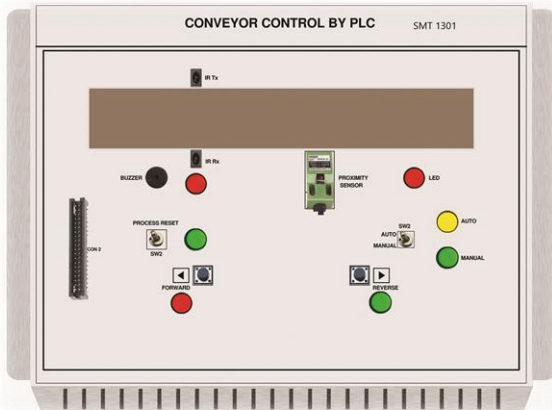 CONVEYOR CONTROL BY PLC SMT 1301
IR Tx
IR Rx
BUZZER
PROXIMITY
SENSOR
LED
PROCESS RESET
SW2
CON 2
SW2
AUTO
MANUAL
AUTO
MANUAL
FORWARD
REVERSE